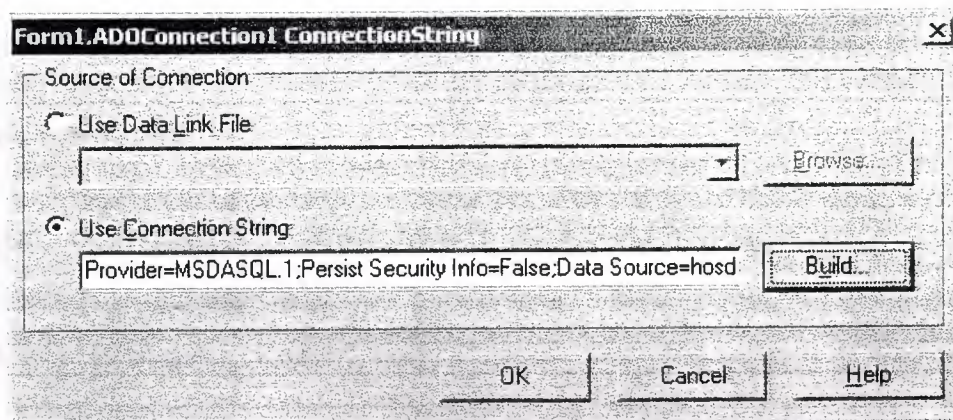 Form1.ADOConnection1 ConnectionString
Source of Connection
Use Data Link File
Browse...
Use Connection String
Provider=MSDASQL.1;Persist Security Info=False;Data Source=hosd
Build...
OK Cancel Help